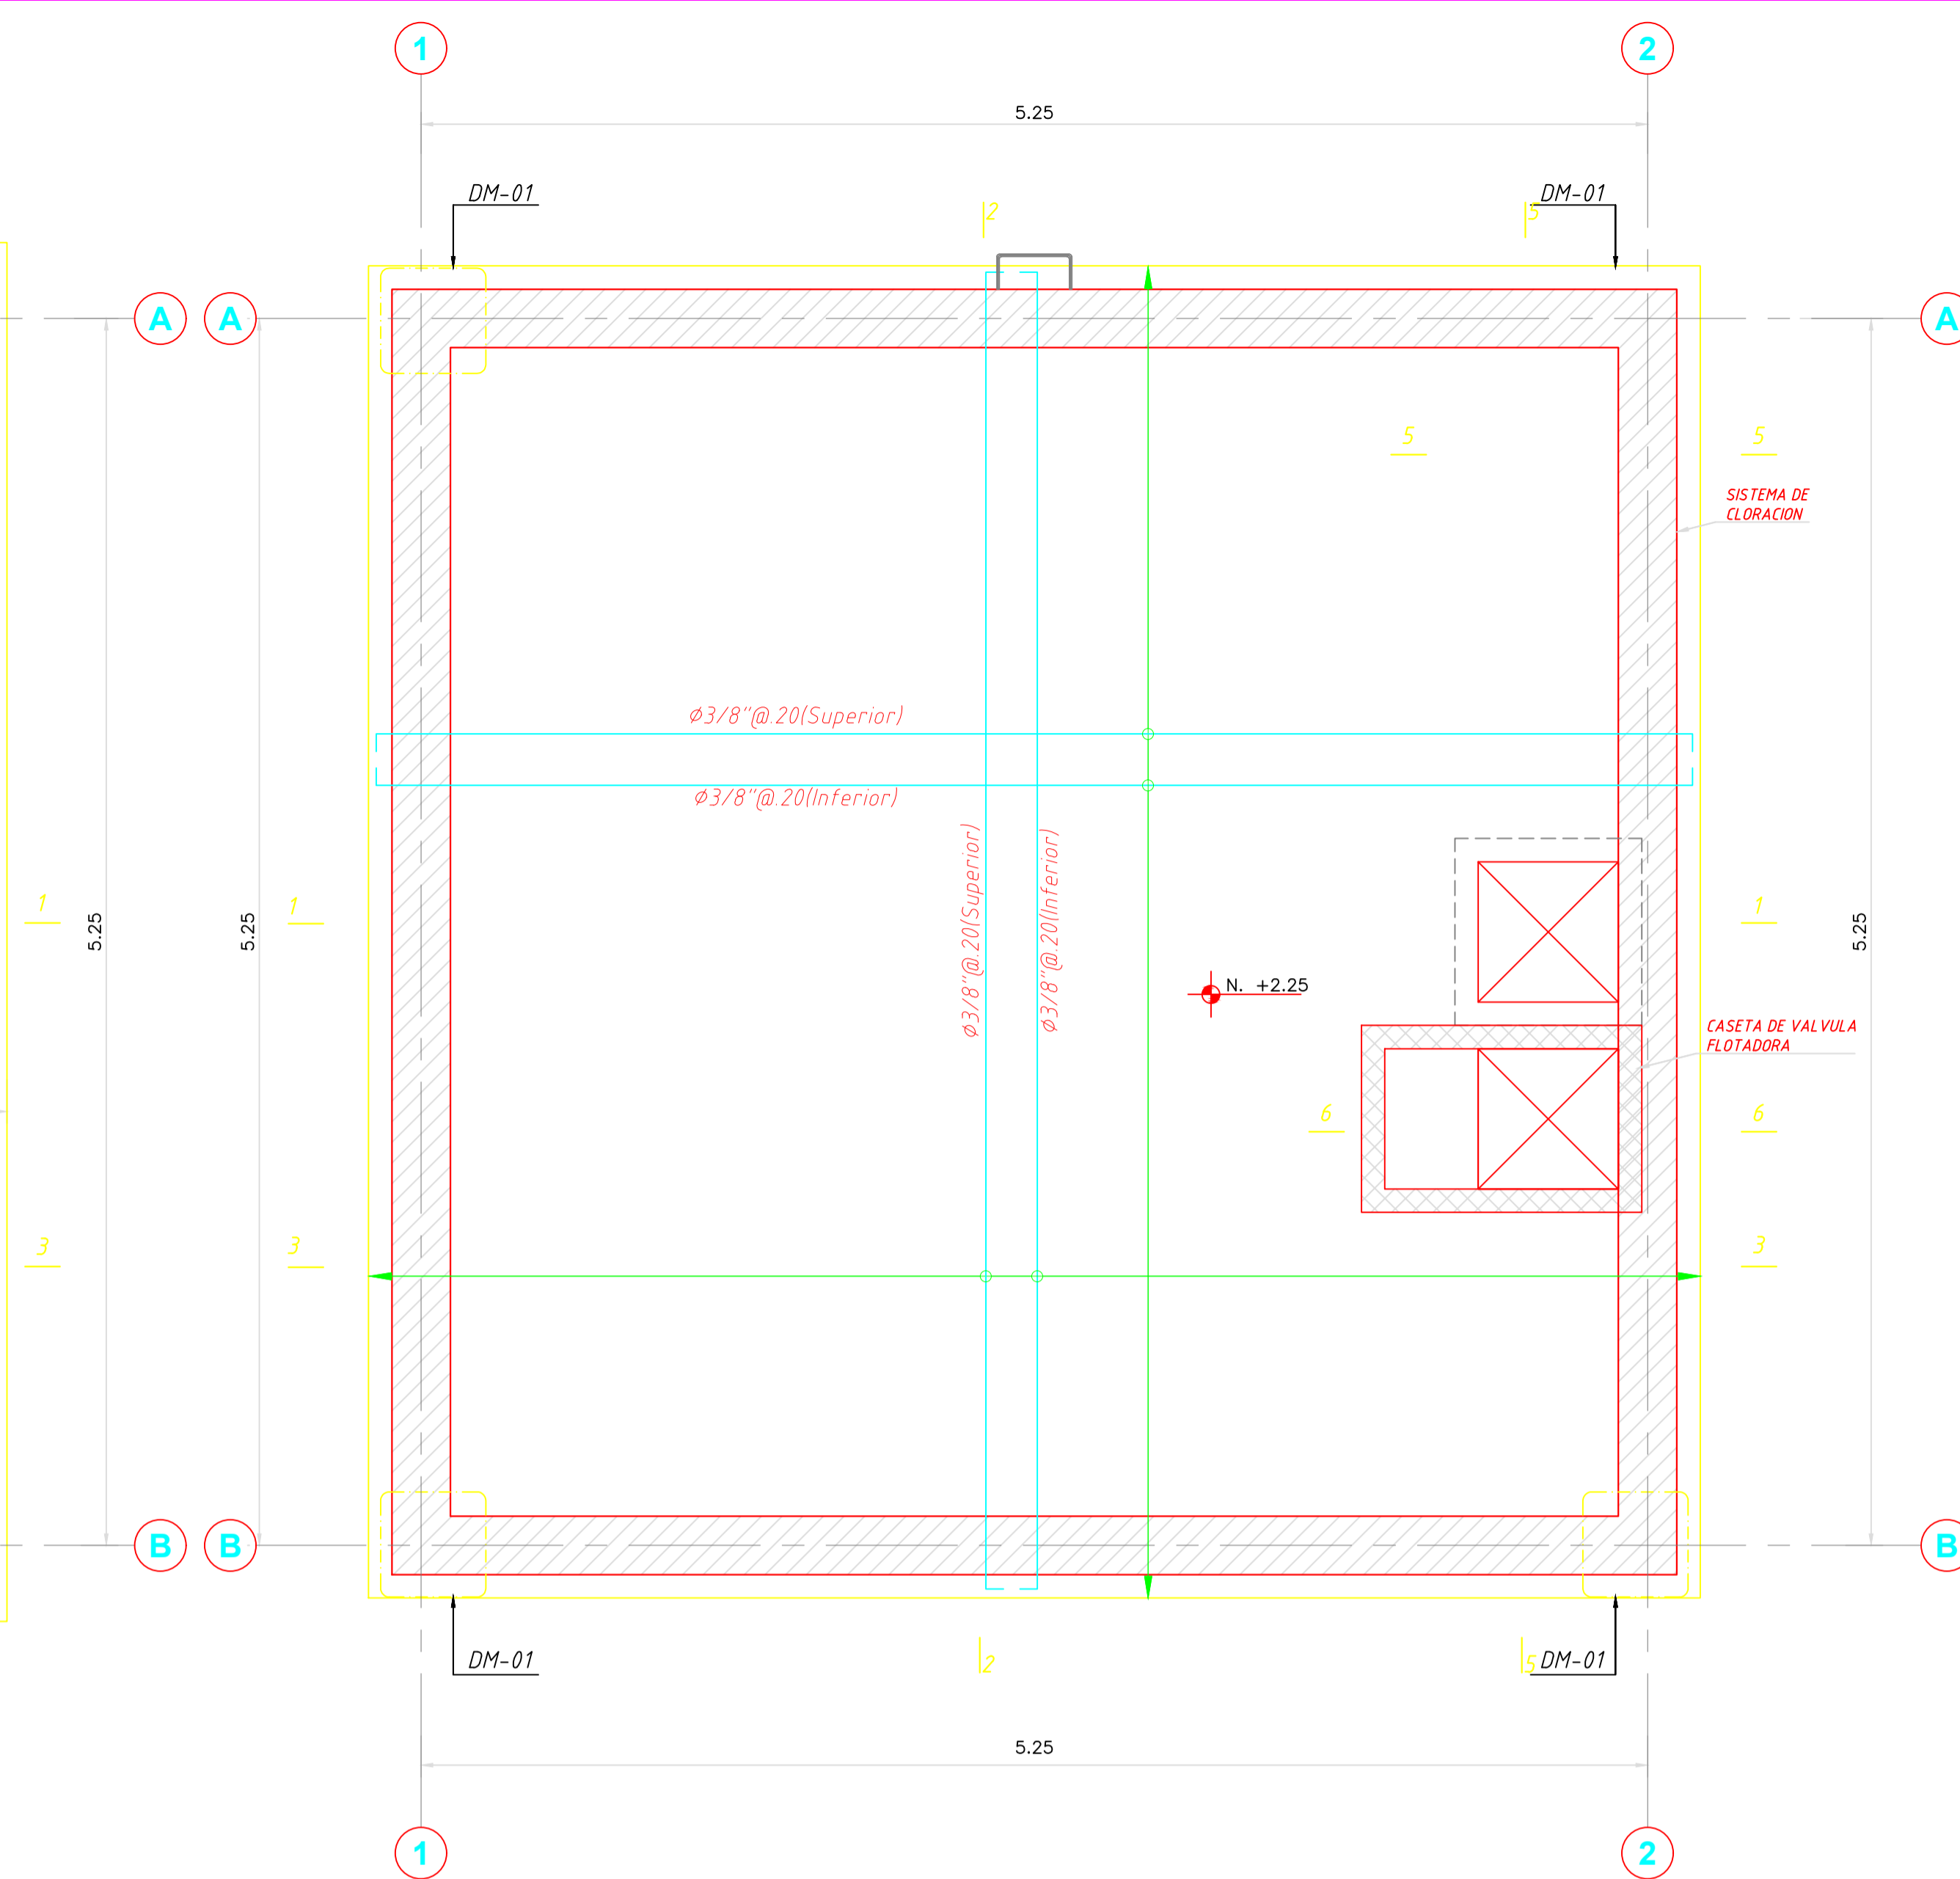 1
2
5.25
DM-01
DM-01
2
5
A
A
A
5
5
SISTEMA DE
CLORACION
Ø3/8"@.20(Superior)
Ø3/8"@.20(Inferior)
Ø3/8"@.20(Superior)
Ø3/8"@.20(Inferior)
1
1
1
5.25
5.25
5.25
N. +2.25
CASETA DE VALVULA
FLOTADORA
6
6
3
3
3
B
B
B
DM-01
DM-01
2
5
5.25
1
2